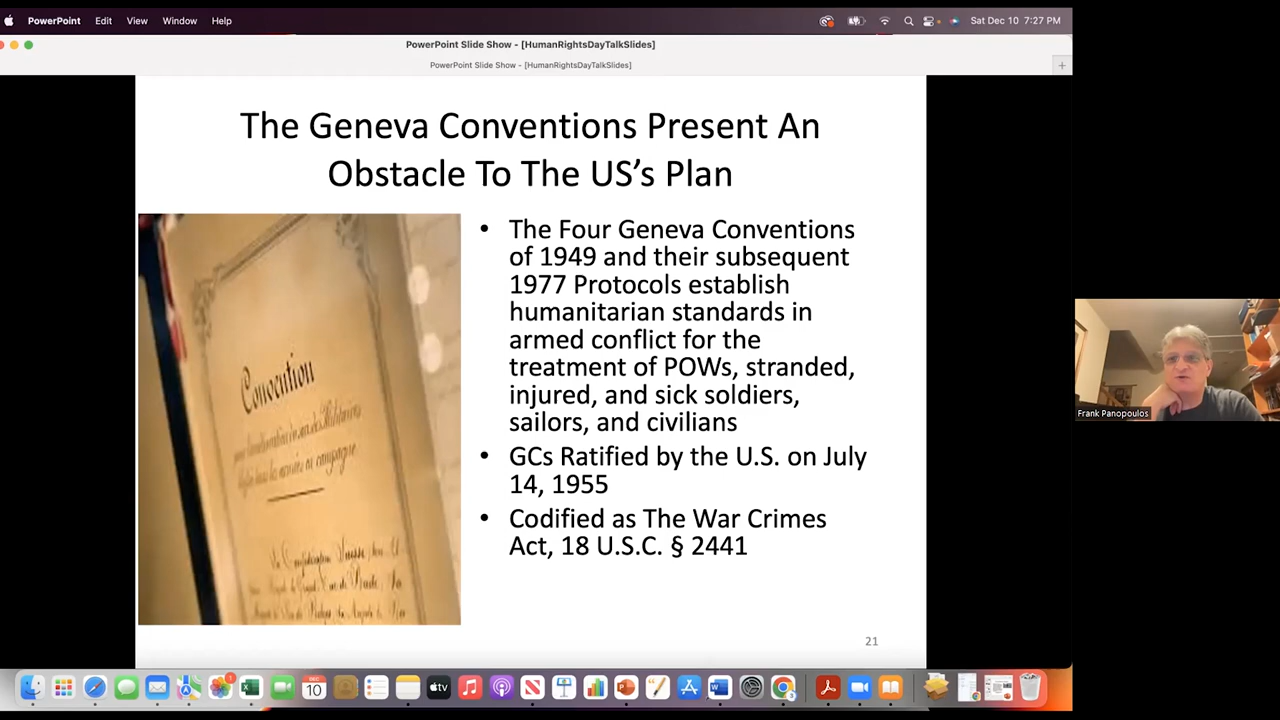 PowerPoint Edit View Window Help Sat Dec 10 7:27 PM
PowerPoint Slide Show - [HumanRightsDayTalkSlides]
PowerPoint Slide Show - [HumanRightsDayTalkSlides]
The Geneva Conventions Present An
Obstacle To The US’s Plan
• The Four Geneva Conventions
of 1949 and their subsequent
1977 Protocols establish
humanitarian standards in
armed conflict for the
treatment of POWs, stranded,
injured, and sick soldiers,
sailors, and civilians
• GCs Ratified by the U.S. on July
14, 1955
• Codified as The War Crimes
Act, 18 U.S.C. § 2441
Convention
21
Frank Panopoulos
DEC
10
tv